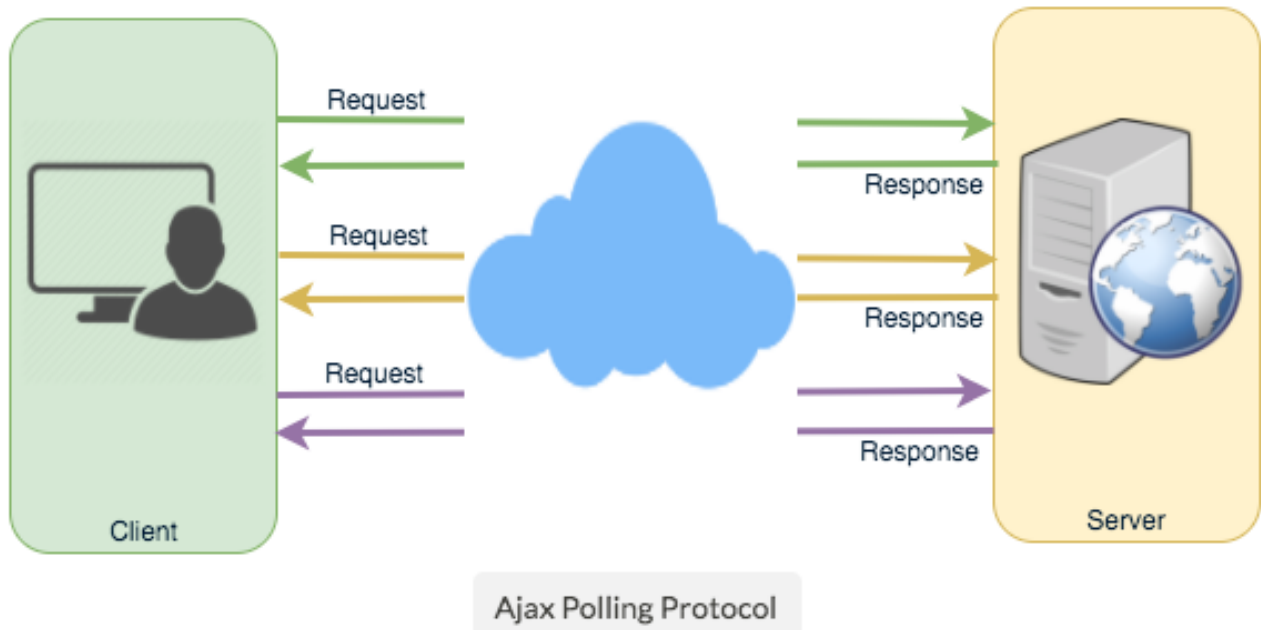 Request
Response
Request
Response
Request
Response
Client
Server
Ajax Polling Protocol